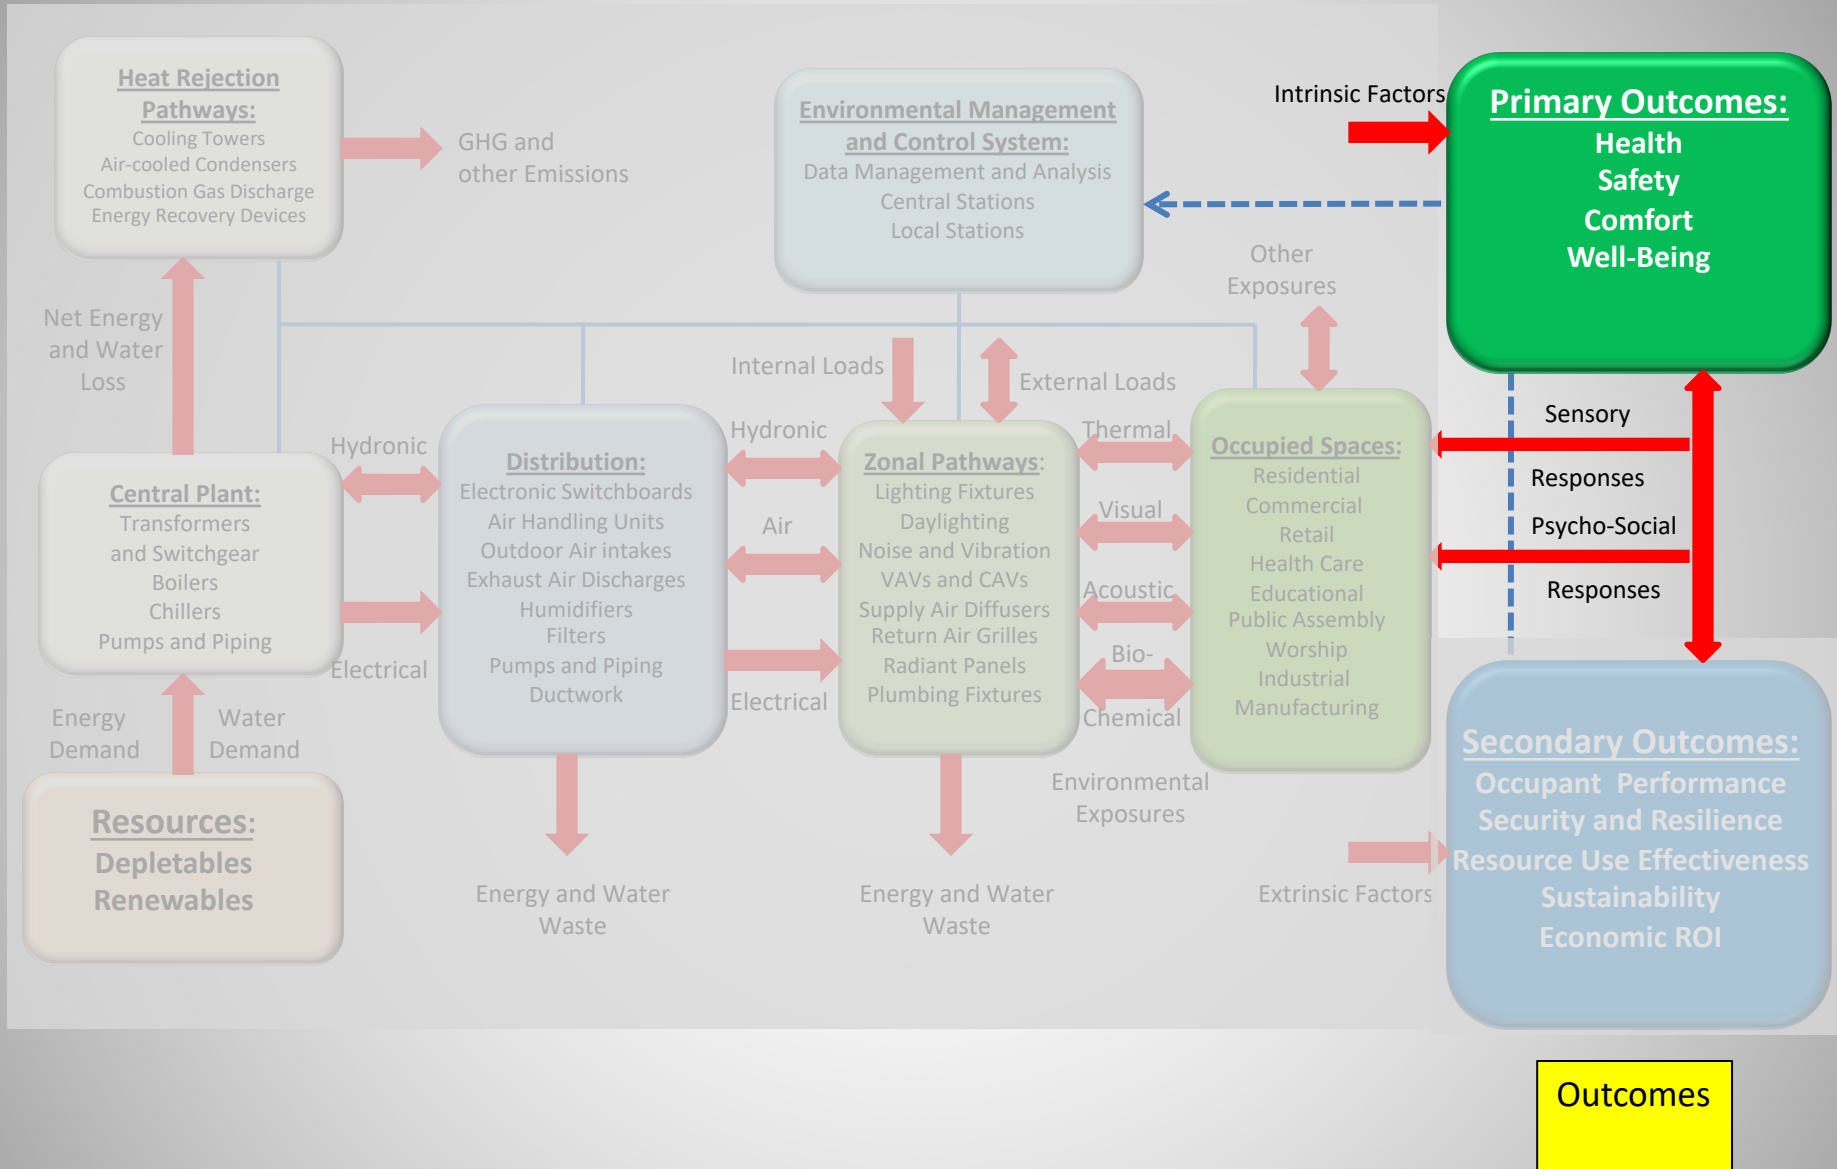 Heat Rejection
Pathways:
Cooling Towers
Air-cooled Condensers
Combustion Gas Discharge
Energy Recovery Devices
GHG and
other Emissions
Environmental Management
and Control System:
Data Management and Analysis
Central Stations
Local Stations
Intrinsic Factors
Primary Outcomes:
Health
Safety
Comfort
Well-Being
Other
Exposures
Net Energy
and Water
Loss
Internal Loads
External Loads
Hydronic
Electrical
Central Plant:
Transformers
and Switchgear
Boilers
Chillers
Pumps and Piping
Distribution:
Electronic Switchboards
Air Handling Units
Outdoor Air intakes
Exhaust Air Discharges
Humidifiers
Filters
Pumps and Piping
Ductwork
Hydronic
Air
Electrical
Zonal Pathways:
Lighting Fixtures
Daylighting
Noise and Vibration
VAVs and CAVs
Supply Air Diffusers
Return Air Grilles
Radiant Panels
Plumbing Fixtures
Thermal
Visual
Acoustic
Bio-
Chemical
Environmental
Exposures
Occupied Spaces:
Residential
Commercial
Retail
Health Care
Educational
Public Assembly
Worship
Industrial
Manufacturing
Sensory
Responses
Psycho-Social
Responses
Energy
Demand
Water
Demand
Resources:
Depletables
Renewables
Energy and Water
Waste
Energy and Water
Waste
Extrinsic Factors
Secondary Outcomes:
Occupant Performance
Security and Resilience
Resource Use Effectiveness
Sustainability
Economic ROI
Outcomes